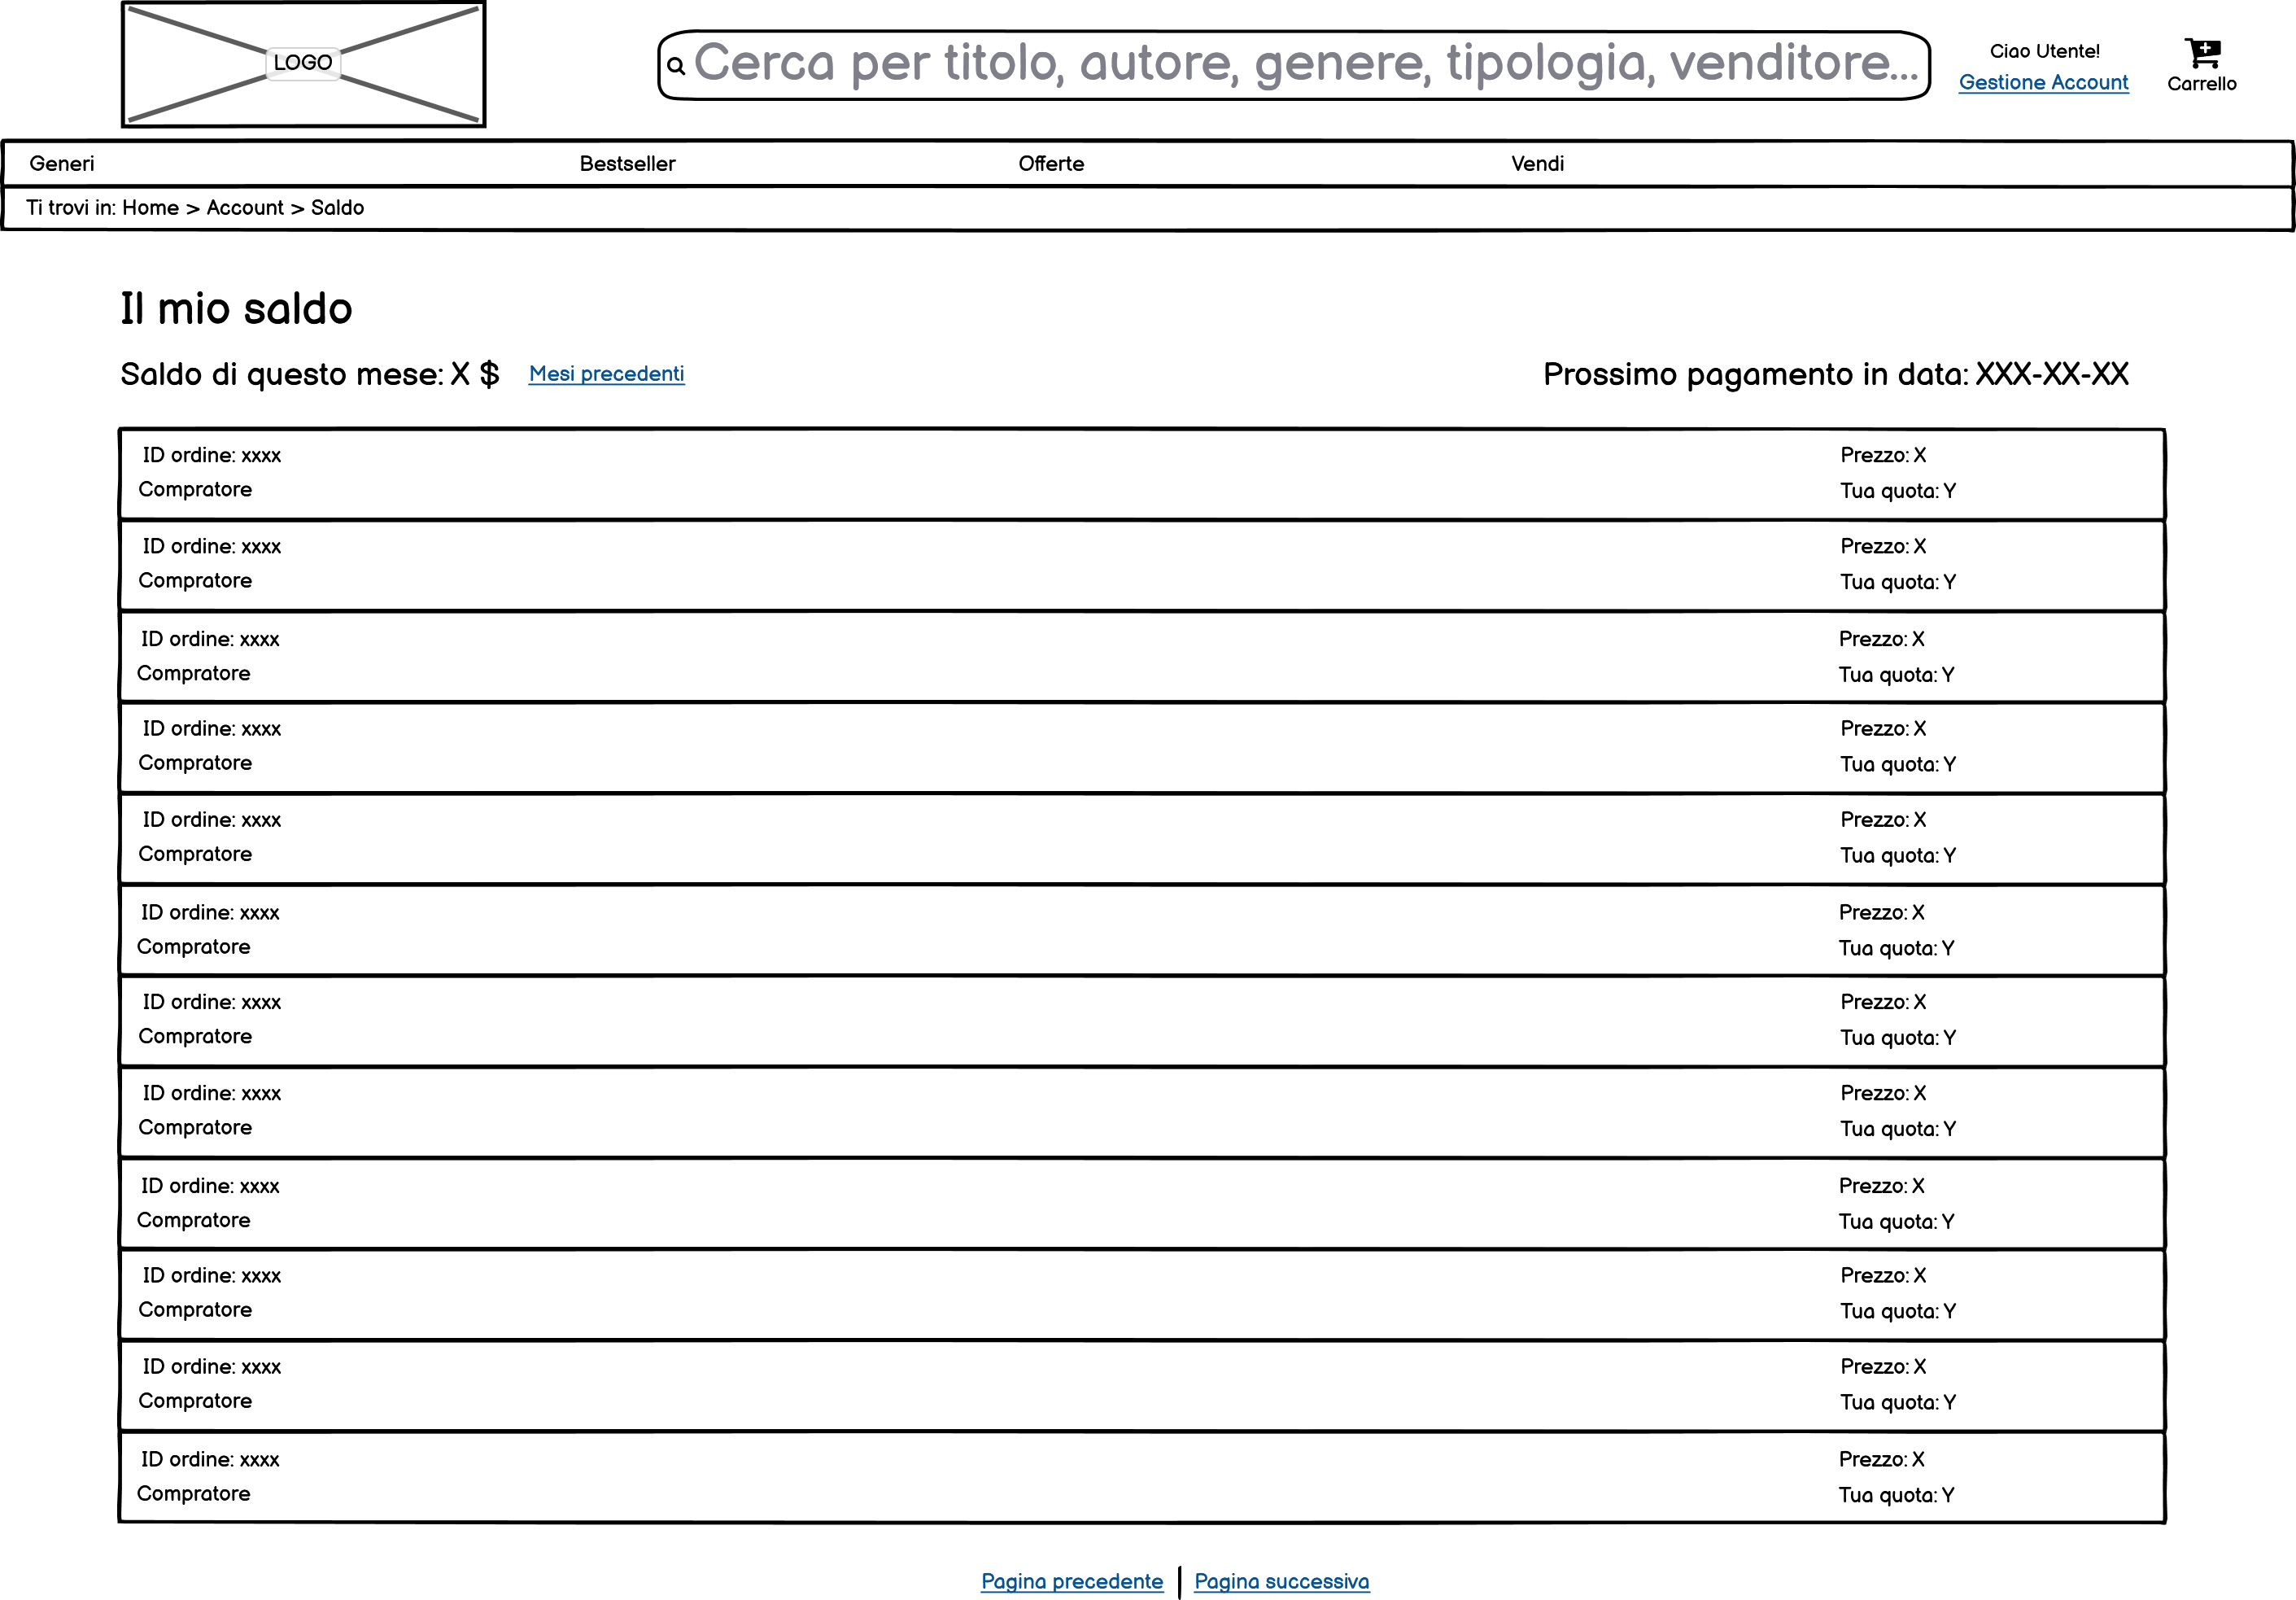 LOGO
Cerca per titolo, autore, genere, tipologia, venditore...
Ciao Utente!
Gestione Account
Carrello
Generi Bestseller Offerte Vendi
Ti trovi in: Home > Account > Saldo
Il mio saldo
Saldo di questo mese: X $ Mesi precedenti Prossimo pagamento in data: XXX-XX-XX
ID ordine: xxxx Prezzo: X
Compratore Tua quota: Y
ID ordine: xxxx Prezzo: X
Compratore Tua quota: Y
ID ordine: xxxx Prezzo: X
Compratore Tua quota: Y
ID ordine: xxxx Prezzo: X
Compratore Tua quota: Y
ID ordine: xxxx Prezzo: X
Compratore Tua quota: Y
ID ordine: xxxx Prezzo: X
Compratore Tua quota: Y
ID ordine: xxxx Prezzo: X
Compratore Tua quota: Y
ID ordine: xxxx Prezzo: X
Compratore Tua quota: Y
ID ordine: xxxx Prezzo: X
Compratore Tua quota: Y
ID ordine: xxxx Prezzo: X
Compratore Tua quota: Y
ID ordine: xxxx Prezzo: X
Compratore Tua quota: Y
ID ordine: xxxx Prezzo: X
Compratore Tua quota: Y
Pagina precedente | Pagina successiva